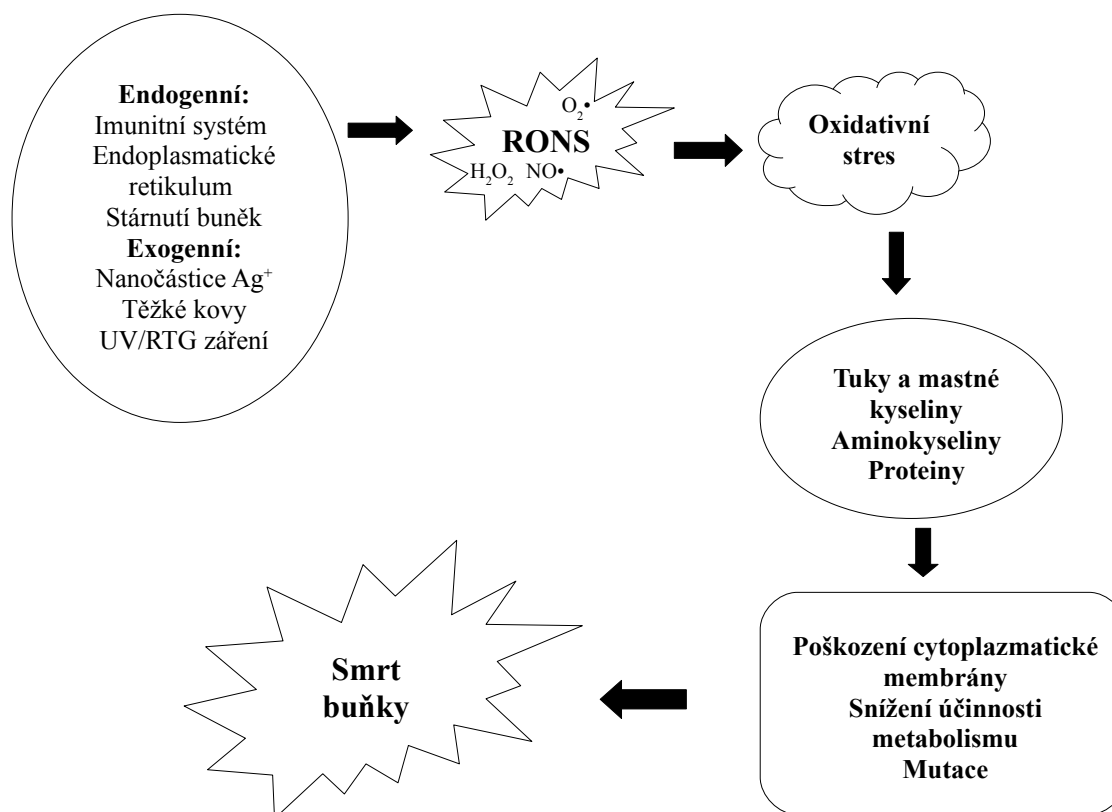 Endogenní:
Imunitní systém
Endoplasmatické
retikulum
Stárnutí buněk
Exogenní:
Nanočástice Ag⁺
Těžké kovy
UV/RTG záření
O₂•
RONS
H₂O₂ NO•
Oxidativní
stres
Tuky a mastné
kyseliny
Aminokyseliny
Proteiny
Poškození cytoplazmatické
membrány
Snížení účinnosti
metabolismu
Mutace
Smrt
buňky